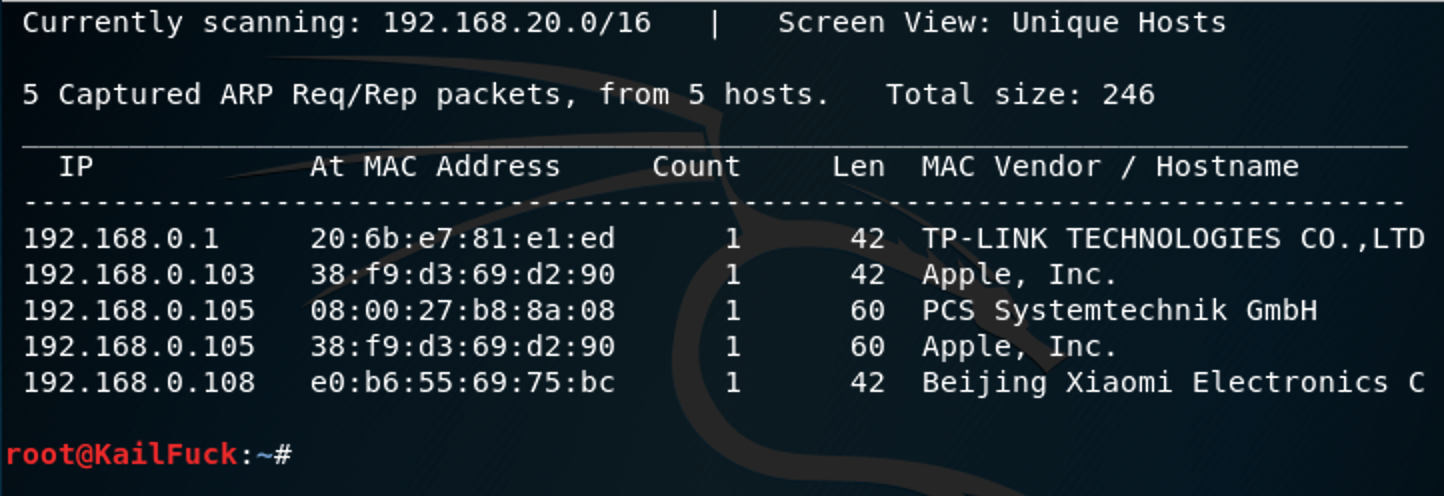 Currently scanning: 192.168.20.0/16   |   Screen View: Unique Hosts
5 Captured ARP Req/Rep packets, from 5 hosts.   Total size: 246
_____________________________________________________________________________
  IP            At MAC Address     Count     Len  MAC Vendor / Hostname
-----------------------------------------------------------------------------
192.168.0.1     20:6b:e7:81:e1:ed      1      42  TP-LINK TECHNOLOGIES CO.,LTD
192.168.0.103   38:f9:d3:69:d2:90      1      42  Apple, Inc.
192.168.0.105   08:00:27:b8:8a:08      1      60  PCS Systemtechnik GmbH
192.168.0.105   38:f9:d3:69:d2:90      1      60  Apple, Inc.
192.168.0.108   e0:b6:55:69:75:bc      1      42  Beijing Xiaomi Electronics C
root@KailFuck:~#